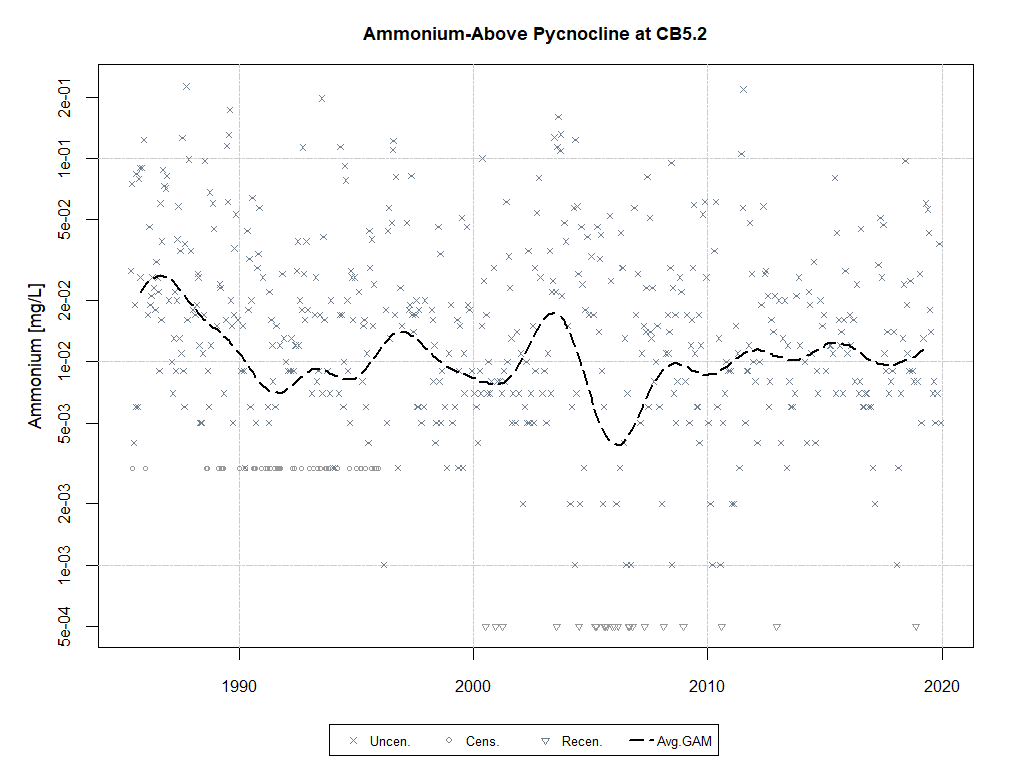 Ammonium-Above Pycnocline at CB5.2
Ammonium [mg/L]
2e-01
1e-01
5e-02
2e-02
1e-02
5e-03
2e-03
1e-03
5e-04
1990 2000 2010 2020
Uncen. Cens. Recen. Avg.GAM